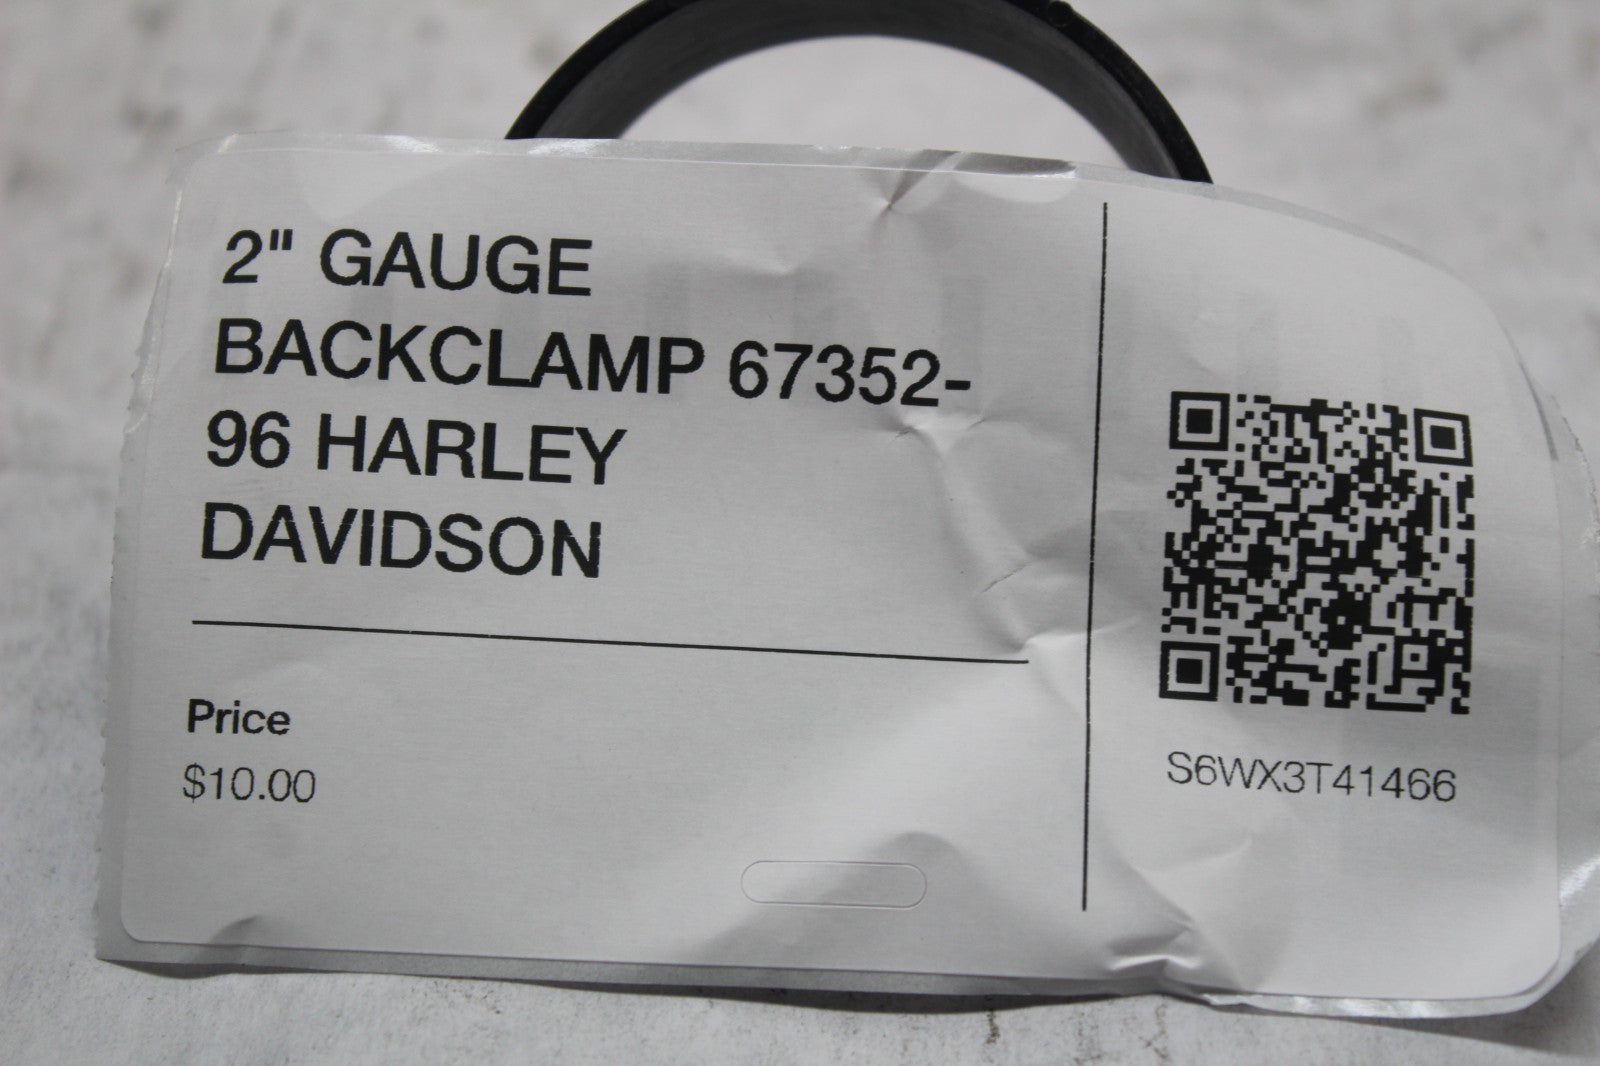 2" GAUGE
BACKCLAMP 67352-
96 HARLEY
DAVIDSON
Price
$10.00
S6WX3T41466